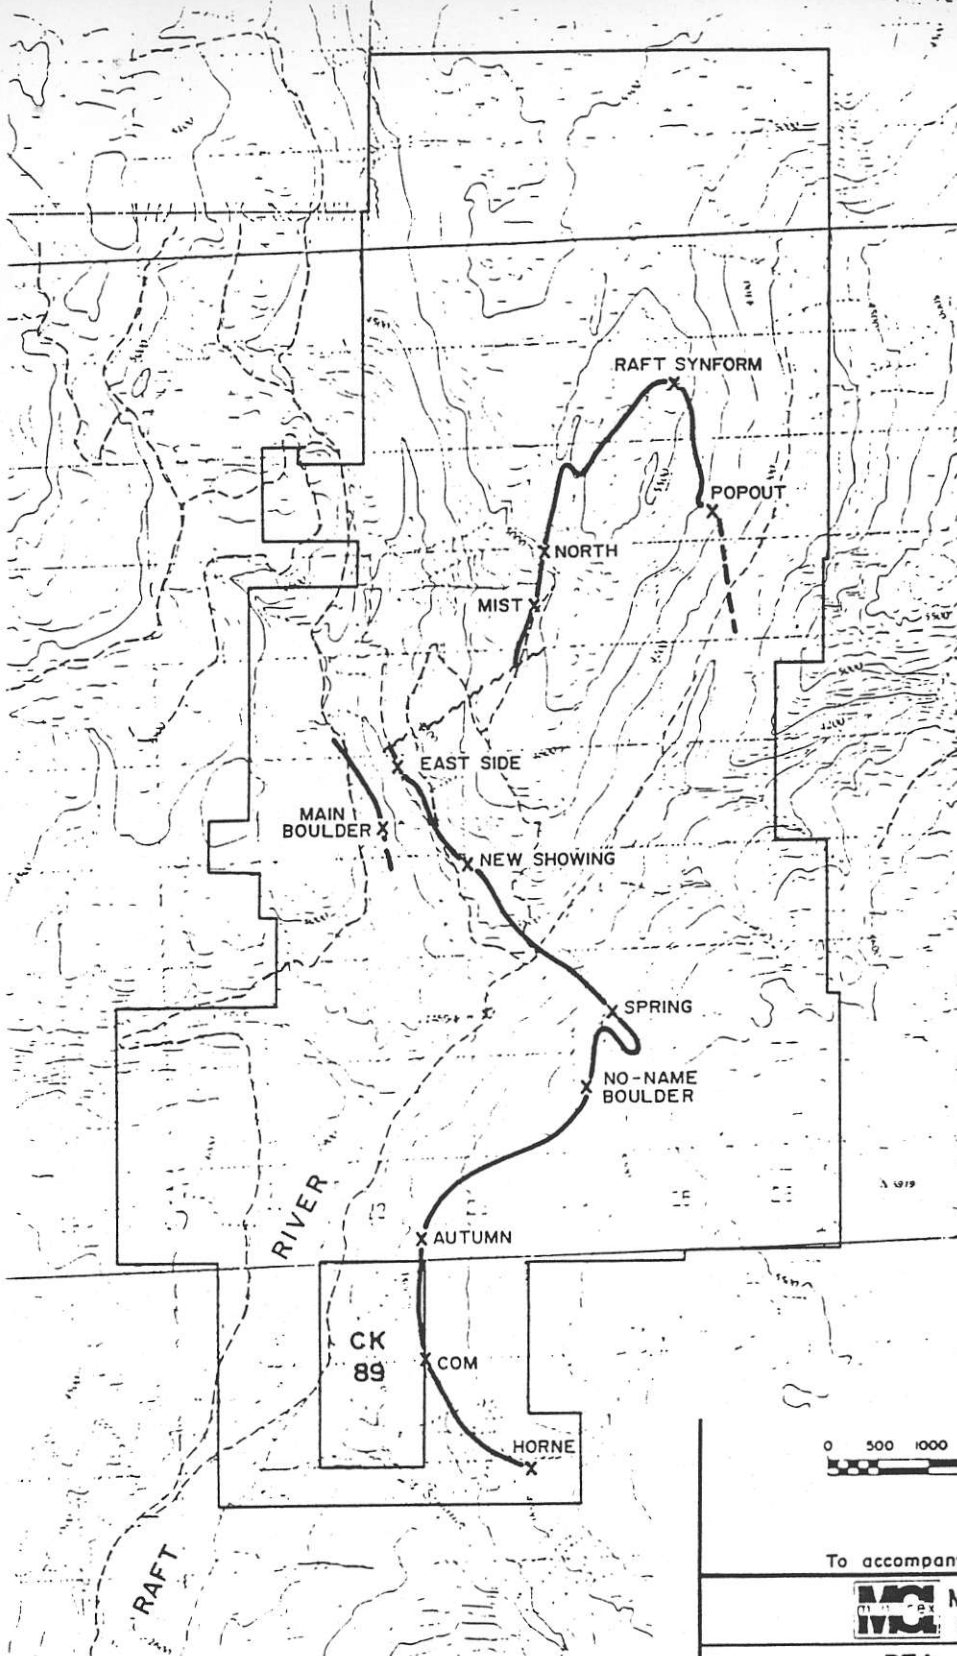 RAFT SYNFORM
POPOUT
NORTH
MIST
EAST SIDE
MAIN
BOULDER
NEW SHOWING
SPRING
NO-NAME
BOULDER
RIVER
AUTUMN
CK
89
COM
HORNE
0 500 1000
RAFT
To accompan
MGI